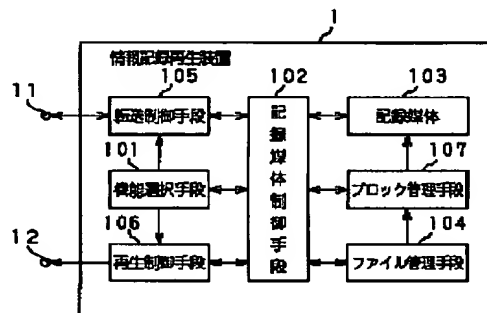 1
情報記録再生装置
105
102
103
11
転送制御手段
記録媒体制御手段
記録媒体
101
107
機能選択手段
ブロック管理手段
106
104
12
再生制御手段
ファイル管理手段